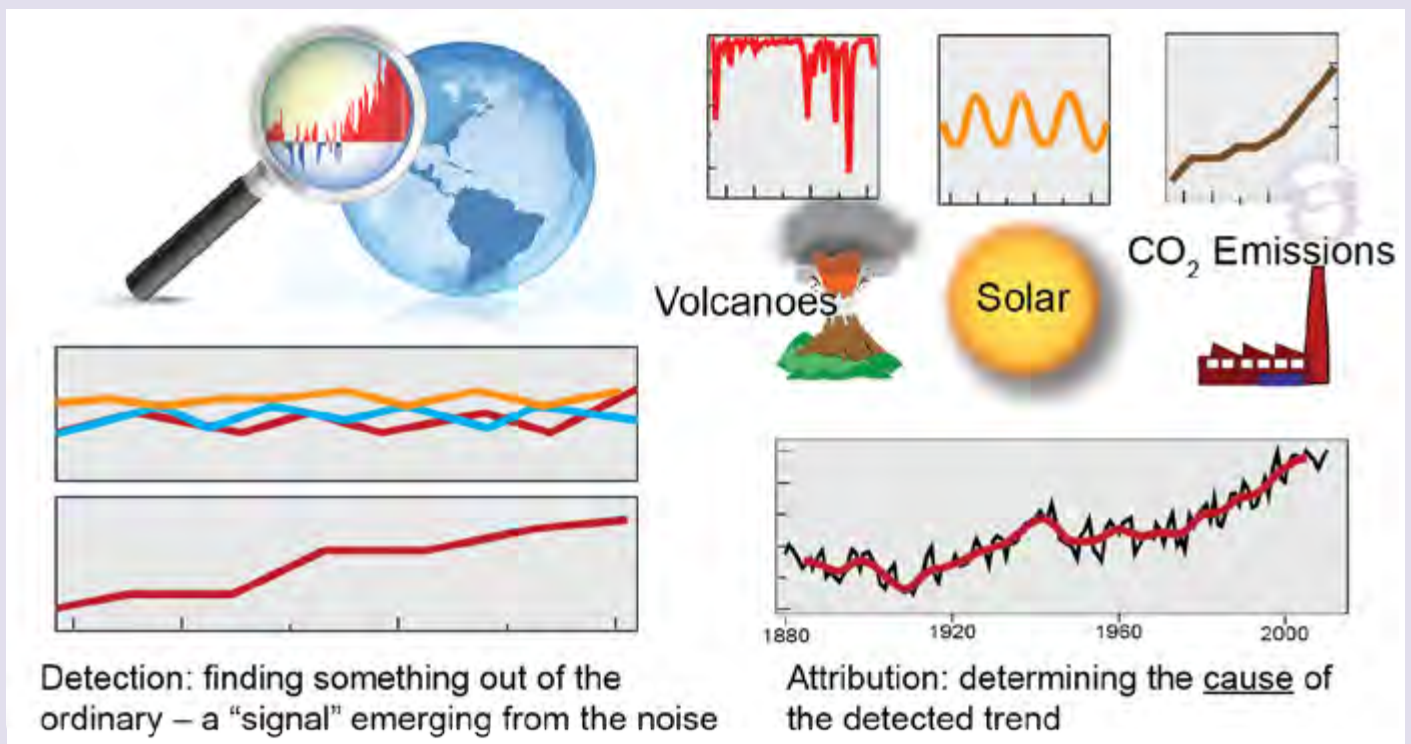 Volcanoes
Solar
CO₂ Emissions
1880 1920 1960 2000
Detection: finding something out of the
ordinary – a “signal” emerging from the noise
Attribution: determining the cause of
the detected trend